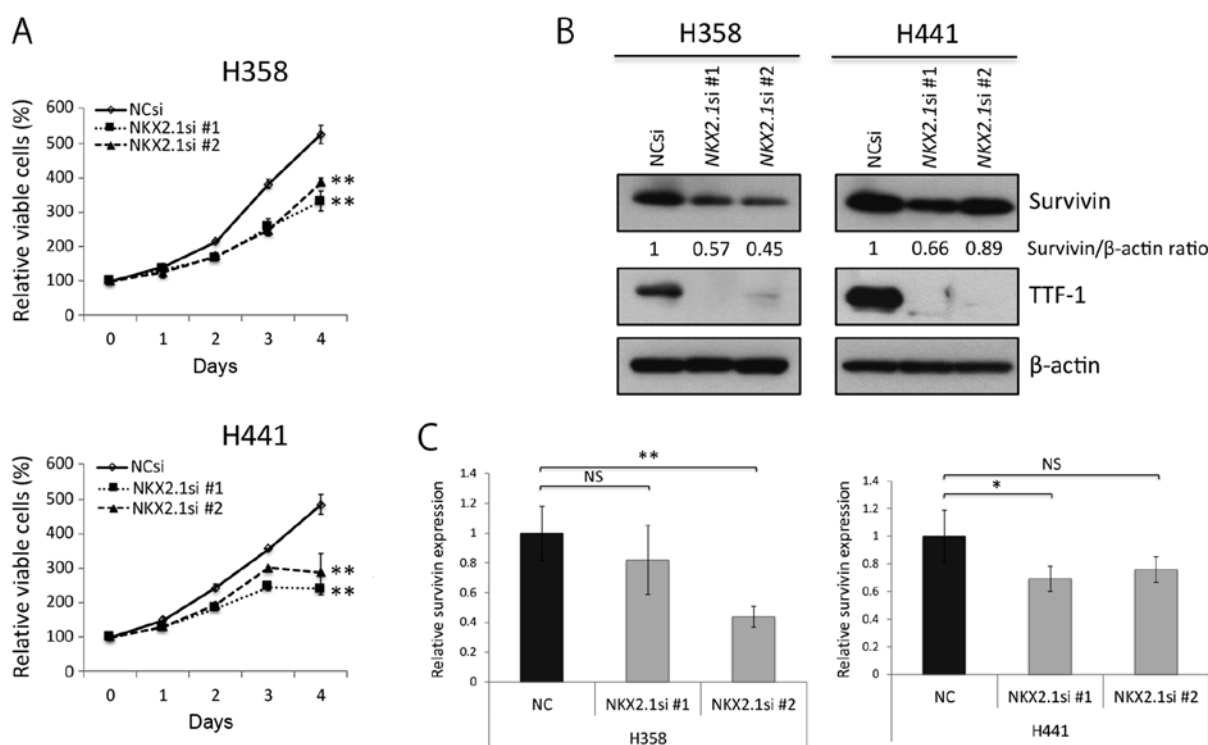 A
H358
Relative viable cells (%)
600
500
400
300
200
100
0
NCsi
NKX2.1si #1
NKX2.1si #2
**
**
0 1 2 3 4
Days
H441
Relative viable cells (%)
600
500
400
300
200
100
0
NCsi
NKX2.1si #1
NKX2.1si #2
**
**
0 1 2 3 4
Days
B
H358 H441
NCsi NKX2.1si #1 NKX2.1si #2 NCsi NKX2.1si #1 NKX2.1si #2
Survivin
1 0.57 0.45 1 0.66 0.89 Survivin/β-actin ratio
TTF-1
β-actin
C
Relative survivin expression
1.4
1.2
1
0.8
0.6
0.4
0.2
0
**
NS
NC NKX2.1si #1 NKX2.1si #2
H358
Relative survivin expression
1.4
1.2
1
0.8
0.6
0.4
0.2
0
NS
*
NC NKX2.1si #1 NKX2.1si #2
H441